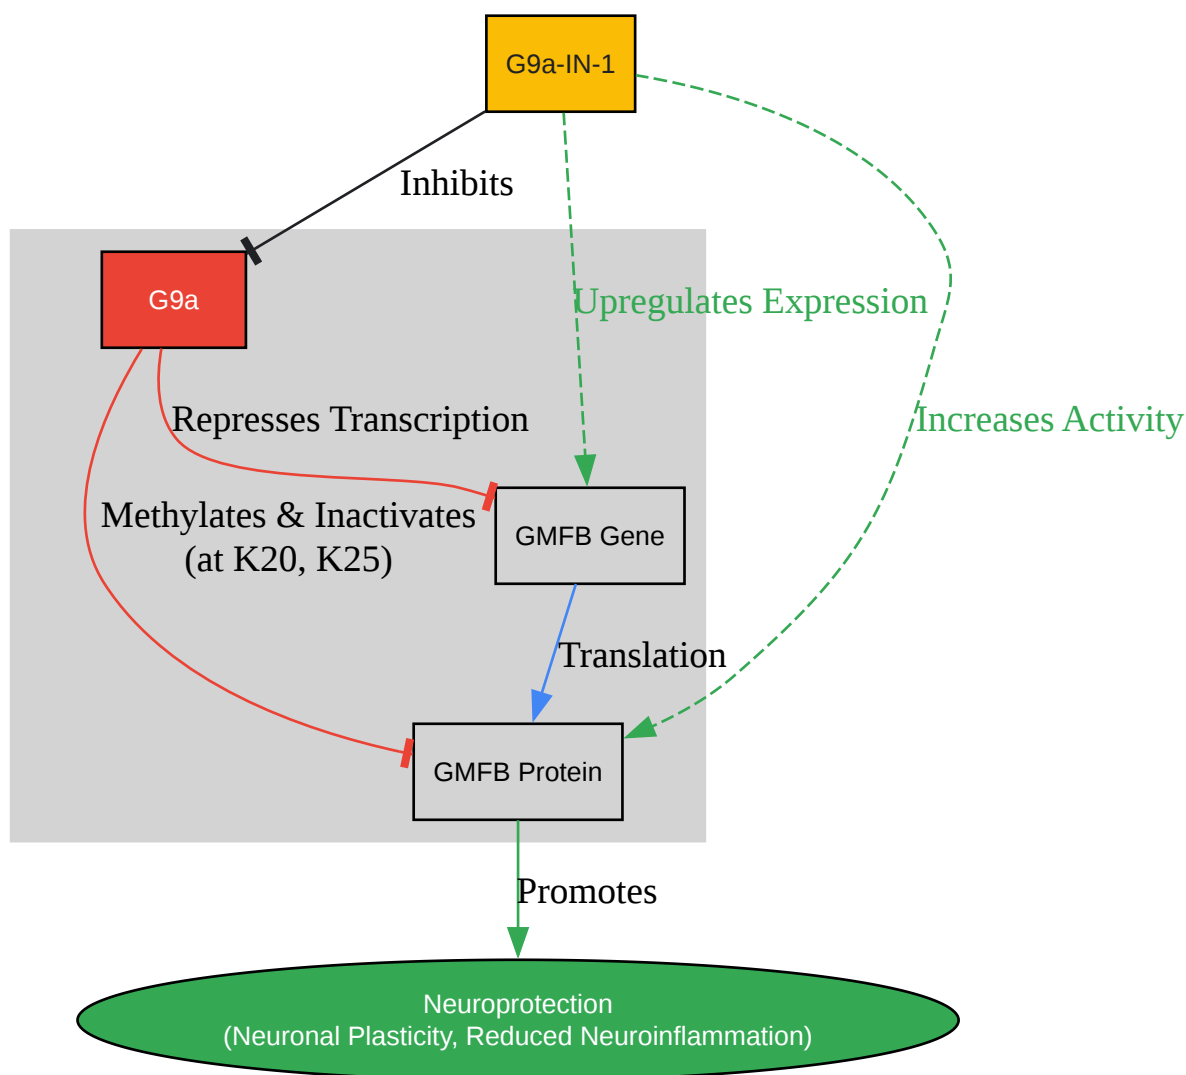 G9a-IN-1
Inhibits
G9a
Upregulates Expression
Represses Transcription
Increases Activity
Methylates & Inactivates
(at K20, K25)
GMFB Gene
Translation
GMFB Protein
Promotes
Neuroprotection
(Neuronal Plasticity, Reduced Neuroinflammation)